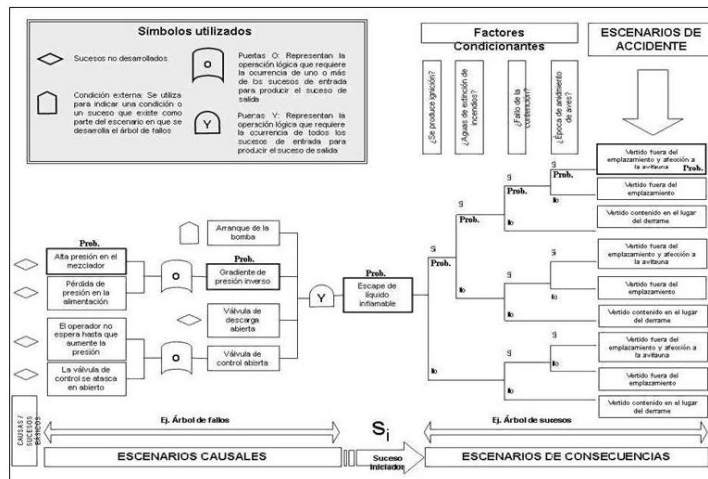 Símbolos utilizados
Sucesos no desarrollados
Condición externa: Se utiliza
para indicar una condición o
un suceso que existe como
parte del escenario en que se
desarrolla el árbol de fallos
O
Puertas O: Representan la
operación lógica que requiere
la ocurrencia de uno o más
de los sucesos de entrada
para producir el suceso de
salida
Y
Puertas Y: Representan la
operación lógica que requiere
la ocurrencia de todos los
sucesos de entrada para
producir el suceso de salida
Factores
Condicionantes
ESCENARIOS DE
ACCIDENTE
¿Se produce ignición?
¿Aguas de extinción de
incendios?
¿Fallo de la
contención?
¿Época de anidamiento
de aves?
Prob.
Alta presión en el
mezclador
Pérdida de
presión en la
alimentación
El operador no
espera hasta que
aumente la
presión
La válvula de
control se atasca
en abierto
O
O
Arranque de la
bomba
Prob.
Gradiente de
presión inverso
Válvula de
descarga
abierta
Válvula de
control abierta
Y
Prob.
Escape de
líquido
inflamable
Si
Prob.
No
Si
Prob.
No
Si
Prob.
No
Si
Prob.
No
Si
No
Si
No
Si
No
Vertido fuera del
emplazamiento y afección a
la avifauna
Prob.
Vertido fuera del
emplazamiento
Vertido contenido en el lugar
del derrame
Vertido fuera del
emplazamiento y afección a
la avifauna
Vertido fuera del
emplazamiento
Vertido contenido en el lugar
del derrame
Vertido fuera del
emplazamiento y afección a
la avifauna
Vertido fuera del
emplazamiento
Vertido contenido en el lugar
del derrame
CAUSAS /
SUCESOS
BÁSICOS
Ej. Árbol de fallos
Si
Ej. Árbol de sucesos
ESCENARIOS CAUSALES
Suceso
Iniciador
ESCENARIOS DE CONSECUENCIAS